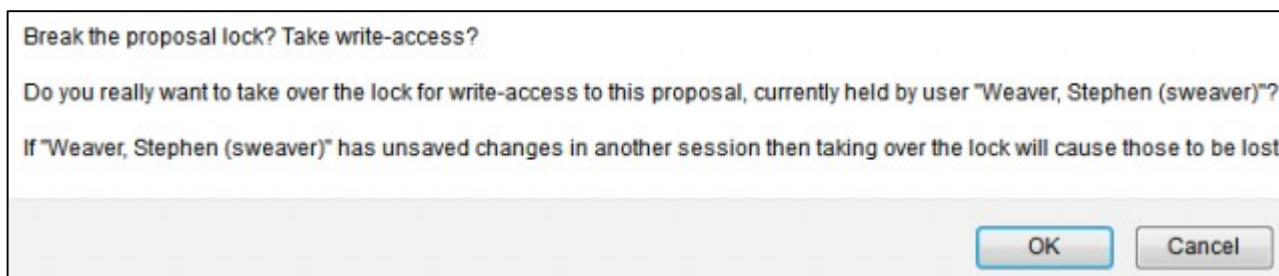 Break the proposal lock? Take write-access?
Do you really want to take over the lock for write-access to this proposal, currently held by user "Weaver, Stephen (sweaver)"?
If "Weaver, Stephen (sweaver)" has unsaved changes in another session then taking over the lock will cause those to be lost
OK Cancel